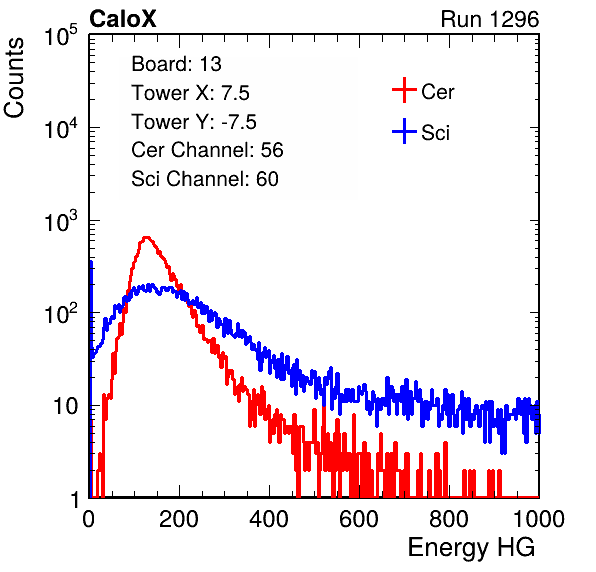 CaloX Run 1296
Counts
10^5
10^4
10^3
10^2
10
1
Board: 13
Tower X: 7.5
Tower Y: -7.5
Cer Channel: 56
Sci Channel: 60
Cer
Sci
0 200 400 600 800 1000
Energy HG